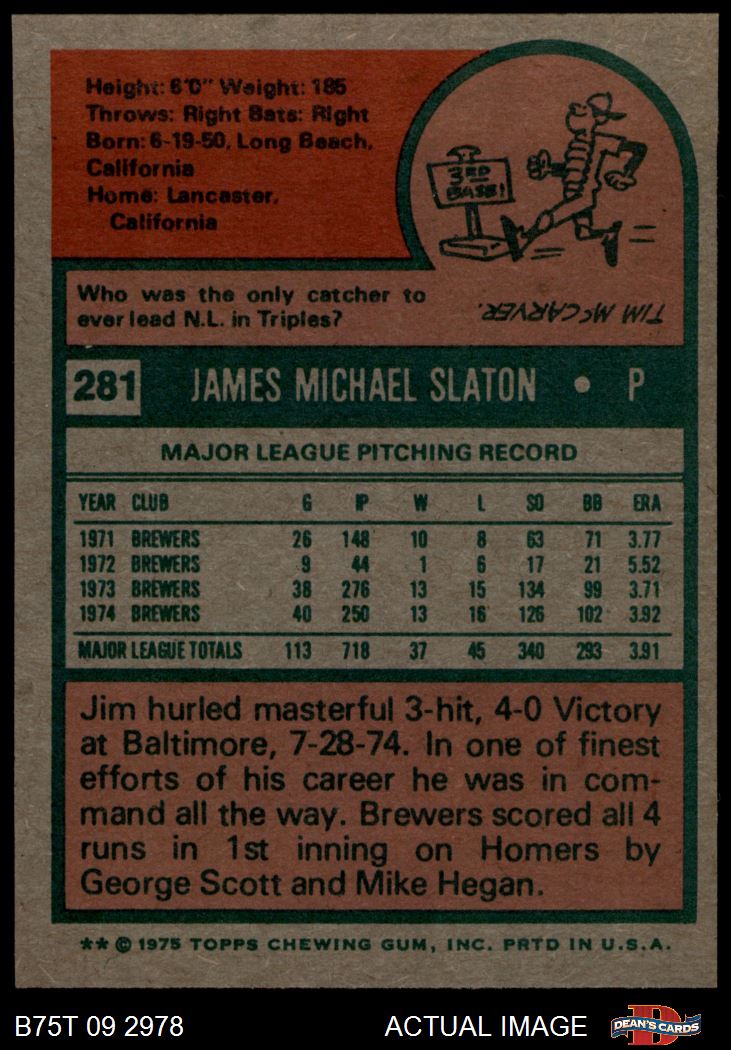 Height: 6'0" Weight: 185
Throws: Right Bats: Right
Born: 6-19-50, Long Beach,
California
Home: Lancaster,
California
3RD
BASE!
Who was the only catcher to
ever lead N.L. in Triples?
TIM McCARVER.
281 JAMES MICHAEL SLATON • P
MAJOR LEAGUE PITCHING RECORD
YEAR CLUB G IP W L SO BB ERA
1971 BREWERS 26 148 10 8 63 71 3.77
1972 BREWERS 9 44 1 6 17 21 5.52
1973 BREWERS 38 276 13 15 134 99 3.71
1974 BREWERS 40 250 13 16 126 102 3.92
MAJOR LEAGUE TOTALS 113 718 37 45 340 293 3.91
Jim hurled masterful 3-hit, 4-0 Victory
at Baltimore, 7-28-74. In one of finest
efforts of his career he was in com-
mand all the way. Brewers scored all 4
runs in 1st inning on Homers by
George Scott and Mike Hegan.
** © 1975 TOPPS CHEWING GUM, INC. PRTD IN U.S.A.
B75T 09 2978 ACTUAL IMAGE DEAN'S CARDS